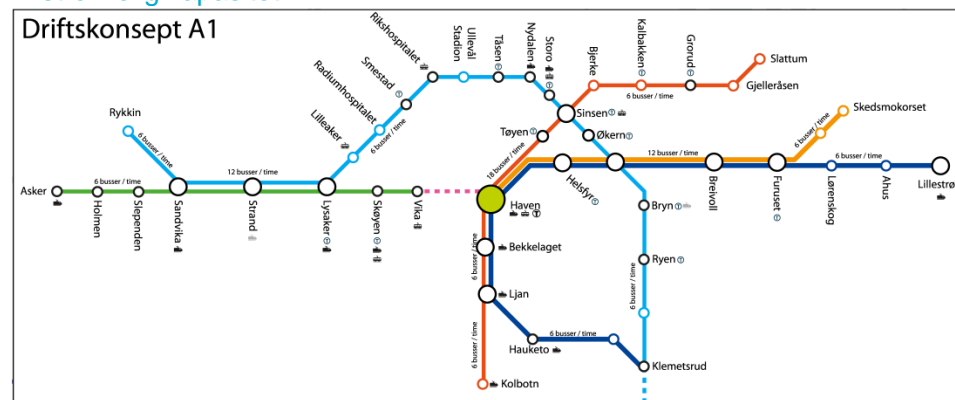 Driftskonsept A1
Rykkin
6 busser / time
Asker
6 busser / time
Holmen
Slependen
Sandvika
12 busser / time
Strand
Lysaker
Skøyen
Vika
Lilleaker
Radiumhospitalet
6 busser / time
Smestad
Rikshospitalet
Ullevål
Stadion
Tåsen
Nydalen
Storo
Sinsen
Økern
Tøyen
18 busser / time
Bjerke
Kalbakken
Grorud
6 busser / time
Gjelleråsen
Slattum
Skedsmokorset
6 busser / time
Haven
Helsfyr
12 busser / time
Breivoll
Furuset
6 busser / time
Lørenskog
Ahus
Lillestrø
Bryn
Ryen
6 busser / time
Klemetsrud
6 busser / time
Bekkelaget
Ljan
6 busser / time
Hauketo
6 busser / time
Kolbotn